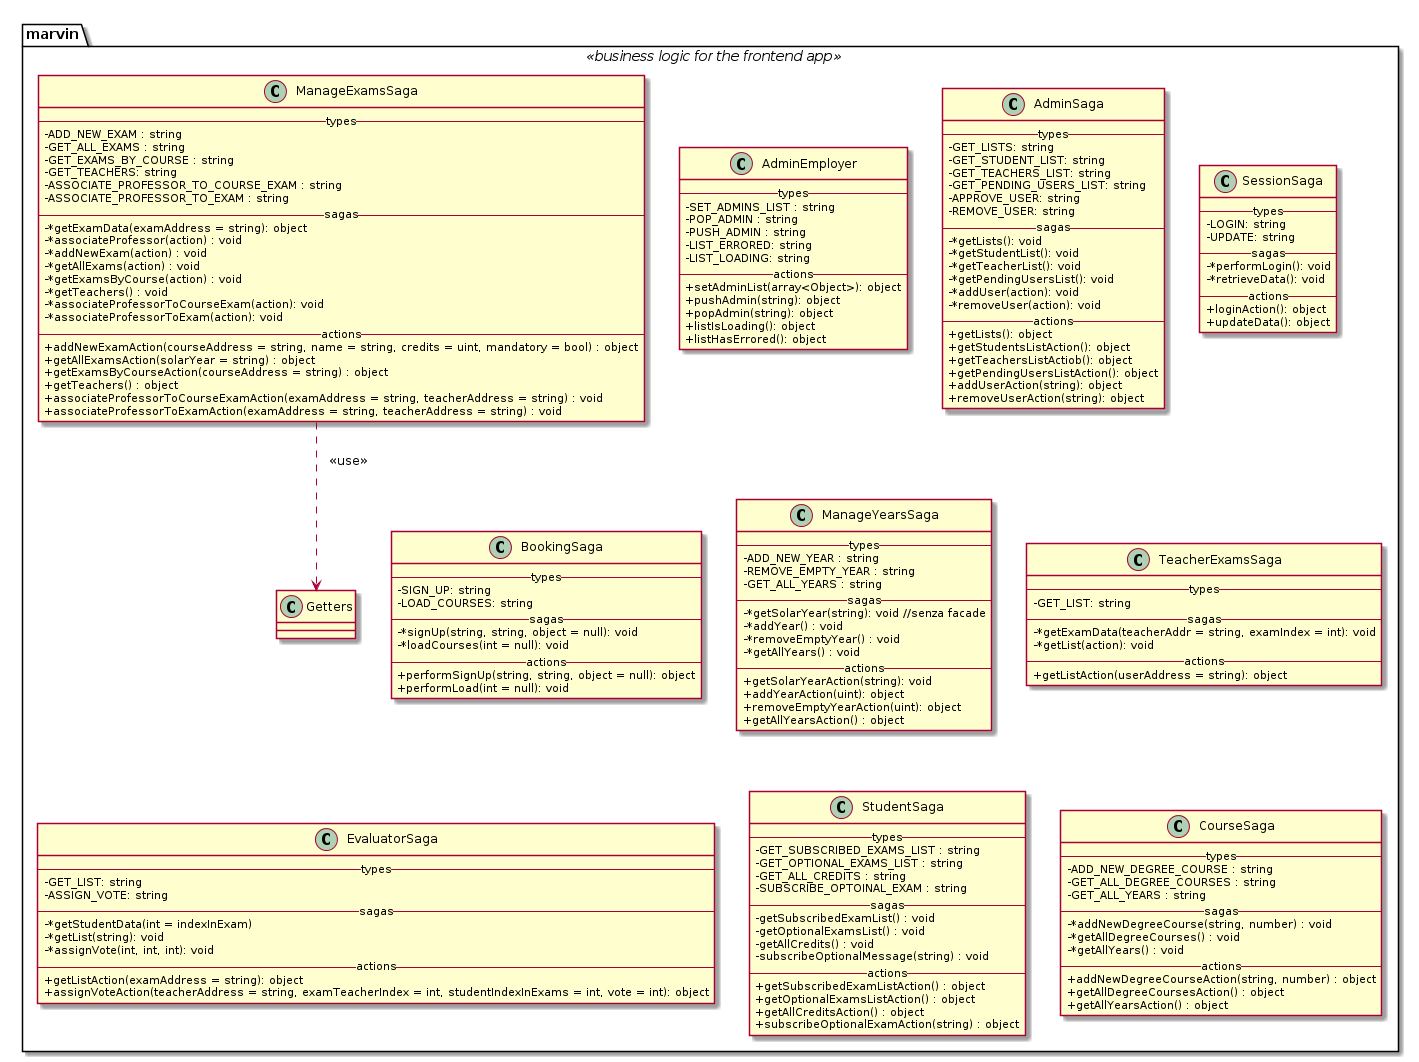 marvin
«business logic for the frontend app»
ManageExamsSaga
types
-ADD_NEW_EXAM : string
-GET_ALL_EXAMS : string
-GET_EXAMS_BY_COURSE : string
-GET_TEACHERS: string
-ASSOCIATE_PROFESSOR_TO_COURSE_EXAM : string
-ASSOCIATE_PROFESSOR_TO_EXAM : string
sagas
-*getExamData(examAddress = string): object
-*associateProfessor(action) : void
-*addNewExam(action) : void
-*getAllExams(action) : void
-*getExamsByCourse(action) : void
-*getTeachers() : void
-*associateProfessorToCourseExam(action): void
-*associateProfessorToExam(action): void
actions
+addNewExamAction(courseAddress = string, name = string, credits = uint, mandatory = bool) : object
+getAllExamsAction(solarYear = string) : object
+getExamsByCourseAction(courseAddress = string) : object
+getTeachers() : object
+associateProfessorToCourseExamAction(examAddress = string, teacherAddress = string) : void
+associateProfessorToExamAction(examAddress = string, teacherAddress = string) : void
AdminEmployer
types
-SET_ADMINS_LIST : string
-POP_ADMIN : string
-PUSH_ADMIN : string
-LIST_ERRORED: string
-LIST_LOADING: string
actions
+setAdminList(array<Object>): object
+pushAdmin(string): object
+popAdmin(string): object
+listIsLoading(): object
+listHasErrored(): object
AdminSaga
types
-GET_LISTS: string
-GET_STUDENT_LIST: string
-GET_TEACHERS_LIST: string
-GET_PENDING_USERS_LIST: string
-APPROVE_USER: string
-REMOVE_USER: string
sagas
-*getLists(): void
-*getStudentList(): void
-*getTeacherList(): void
-*getPendingUsersList(): void
-*addUser(action): void
-*removeUser(action): void
actions
+getLists(): object
+getStudentsListAction(): object
+getTeachersListActiob(): object
+getPendingUsersListAction(): object
+addUserAction(string): object
+removeUserAction(string): object
SessionSaga
types
-LOGIN: string
-UPDATE: string
sagas
-*performLogin(): void
-*retrieveData(): void
actions
+loginAction(): object
+updateData(): object
«use»
Getters
BookingSaga
types
-SIGN_UP: string
-LOAD_COURSES: string
sagas
-*signUp(string, string, object = null): void
-*loadCourses(int = null): void
actions
+performSignUp(string, string, object = null): object
+performLoad(int = null): void
ManageYearsSaga
types
-ADD_NEW_YEAR : string
-REMOVE_EMPTY_YEAR : string
-GET_ALL_YEARS : string
sagas
-*getSolarYear(string): void //senza facade
-*addYear() : void
-*removeEmptyYear() : void
-*getAllYears() : void
actions
+getSolarYearAction(string): void
+addYearAction(uint): object
+removeEmptyYearAction(uint): object
+getAllYearsAction() : object
TeacherExamsSaga
types
-GET_LIST: string
sagas
-*getExamData(teacherAddr = string, examIndex = int): void
-*getList(action): void
actions
+getListAction(userAddress = string): object
EvaluatorSaga
types
-GET_LIST: string
-ASSIGN_VOTE: string
sagas
-*getStudentData(int = indexInExam)
-*getList(string): void
-*assignVote(int, int, int): void
actions
+getListAction(examAddress = string): object
+assignVoteAction(teacherAddress = string, examTeacherIndex = int, studentIndexInExams = int, vote = int): object
StudentSaga
types
-GET_SUBSCRIBED_EXAMS_LIST : string
-GET_OPTIONAL_EXAMS_LIST : string
-GET_ALL_CREDITS : string
-SUBSCRIBE_OPTOINAL_EXAM : string
sagas
-getSubscribedExamList() : void
-getOptionalExamsList() : void
-getAllCredits() : void
-subscribeOptionalMessage(string) : void
actions
+getSubscribedExamListAction() : object
+getOptionalExamsListAction() : object
+getAllCreditsAction() : object
+subscribeOptionalExamAction(string) : object
CourseSaga
types
-ADD_NEW_DEGREE_COURSE : string
-GET_ALL_DEGREE_COURSES : string
-GET_ALL_YEARS : string
sagas
-*addNewDegreeCourse(string, number) : void
-*getAllDegreeCourses() : void
-*getAllYears() : void
actions
+addNewDegreeCourseAction(string, number) : object
+getAllDegreeCoursesAction() : object
+getAllYearsAction() : object